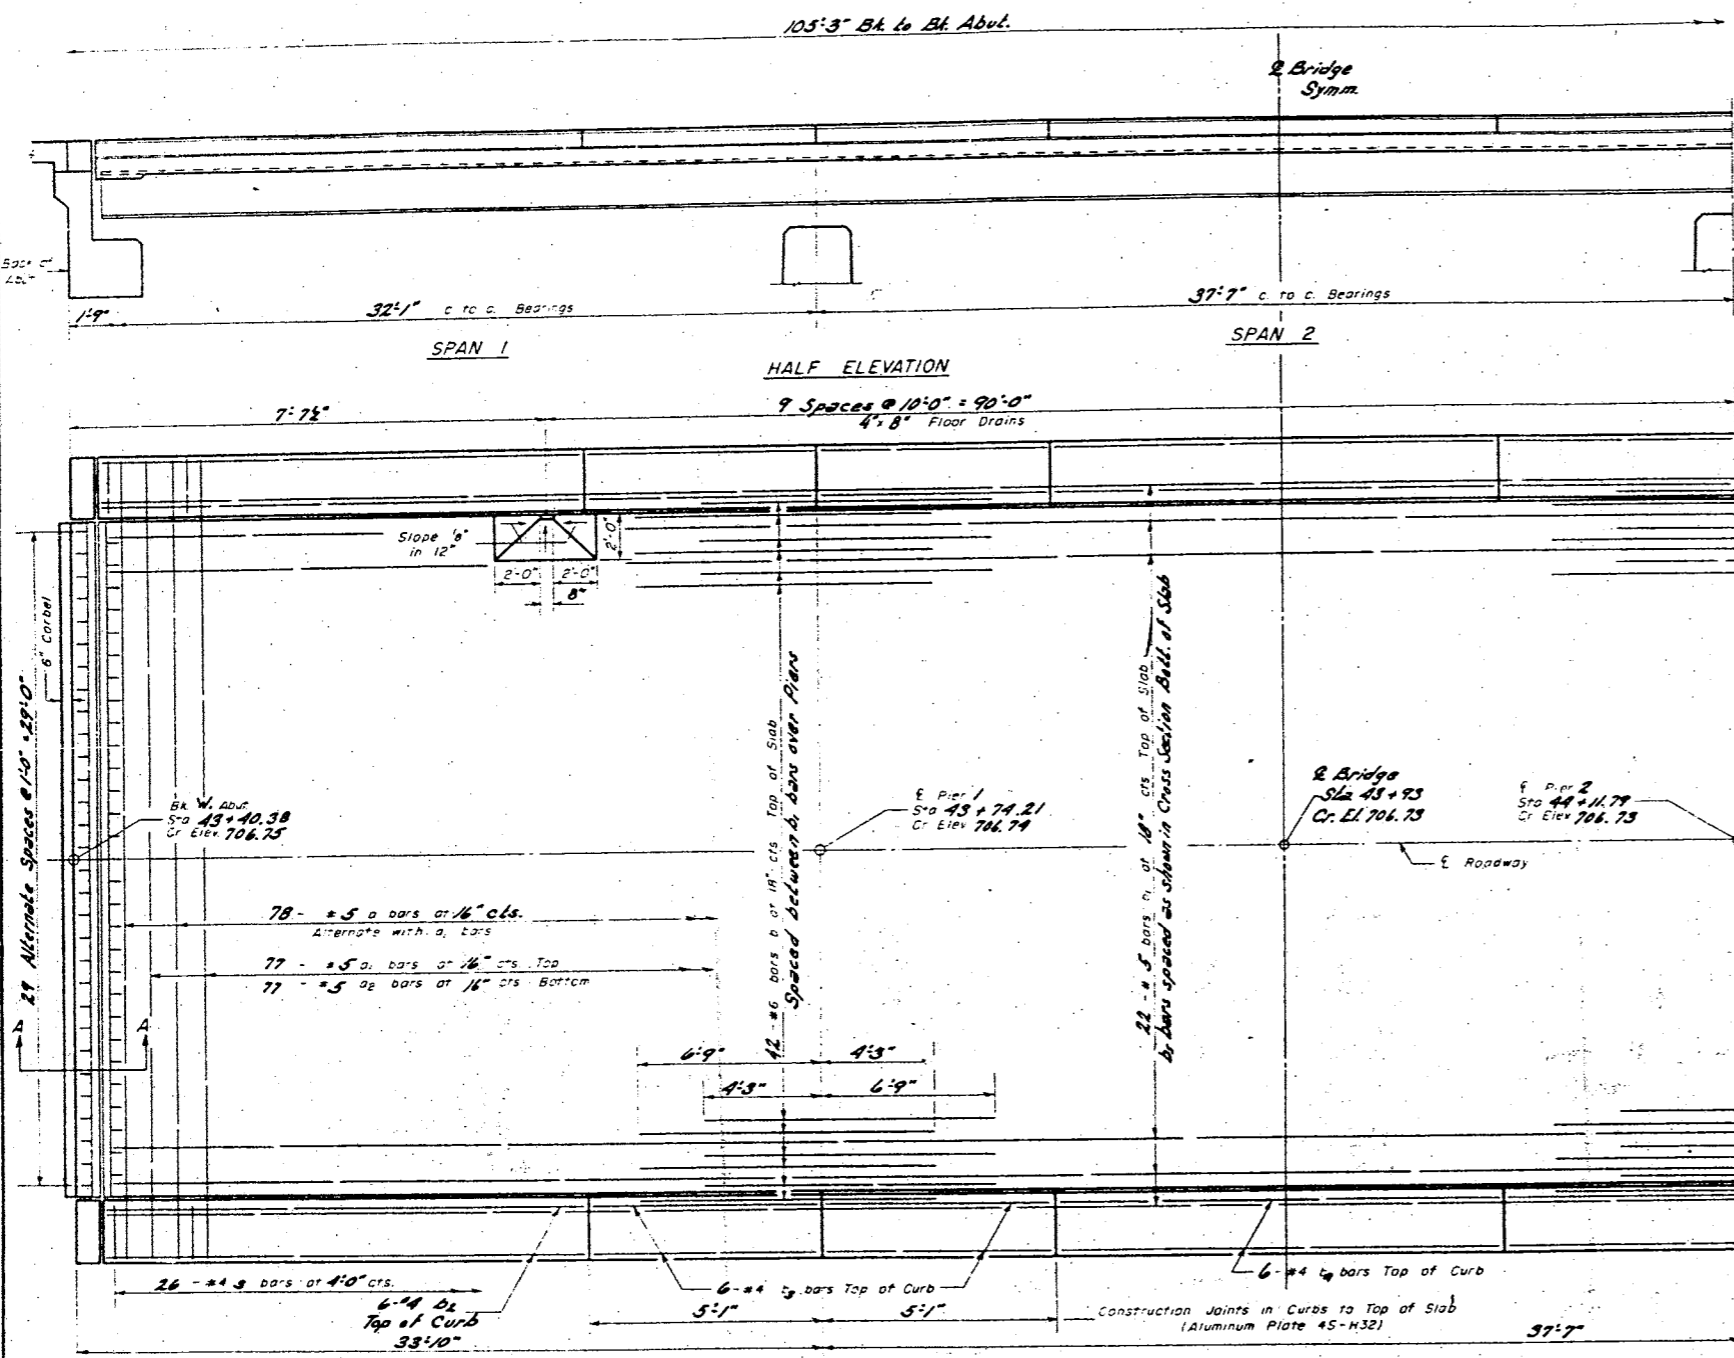 105'-3" Bk. to Bk. Abut.
℄ Bridge
Symm.
Back of
Abut
1'-9"
32'-1" c. to c. Bearings
37'-7" c. to c. Bearings
SPAN 1
SPAN 2
HALF ELEVATION
7'-7½"
9 Spaces @ 10'-0" = 90'-0"
4" x 8" Floor Drains
Slope ⅛"
in 12"
2'-0"
2'-0"
2'-0"
8"
6" Corbel
29 Alternate Spaces @ 1'-0" = 29'-0"
42 - #6 bars b at 18" cts. Top of Slab
Spaced between b₁ bars over Piers
22 - #5 bars b₁ at 18" cts Top of Slab
bars spaced as shown in Cross Section Bott. of Slab
Bk. W. Abut.
Sta 43+40.38
Cr Elev. 706.75
℄ Pier 1
Sta 43+74.21
Cr Elev 706.74
℄ Bridge
Sta 43+93
Cr. El. 706.73
℄ Pier 2
Sta 44+11.79
Cr Elev 706.73
℄ Roadway
78 - #5 a bars at 16" cts.
Alternate with a₁ bars
77 - #5 a₁ bars at 16" cts. Top
77 - #5 a₂ bars at 16" cts Bottom
A
A
6'-9"
4'-3"
4'-3"
6'-9"
26 - #4 s bars at 4'-0" cts.
6-#4 b₂
Top of Curb
6-#4 b₃ bars Top of Curb
6-#4 b₄ bars Top of Curb
5'-1"
5'-1"
Construction Joints in Curbs to Top of Slab
(Aluminum Plate 4S-H32)
33'-10"
37'-7"